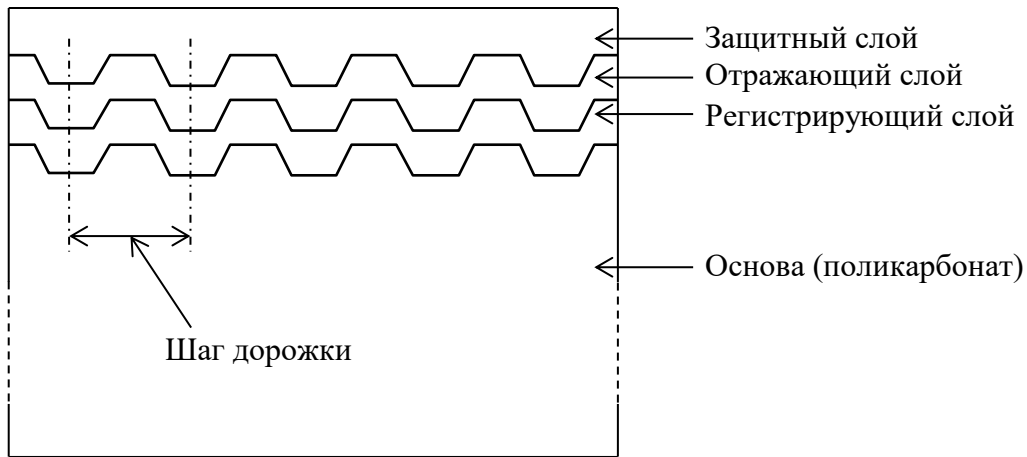 Защитный слой
Отражающий слой
Регистрирующий слой
Основа (поликарбонат)
Шаг дорожки